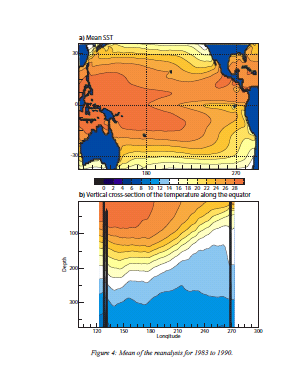 a) Mean SST
30
0
-30
180
270
0 2 4 6 8 10 12 14 16 18 20 22 24 26 28
b) Vertical cross-section of the temperature along the equator
100
200
300
Depth
120 150 180 210 240 270 300
Longitude
Figure 4: Mean of the reanalysis for 1983 to 1990.